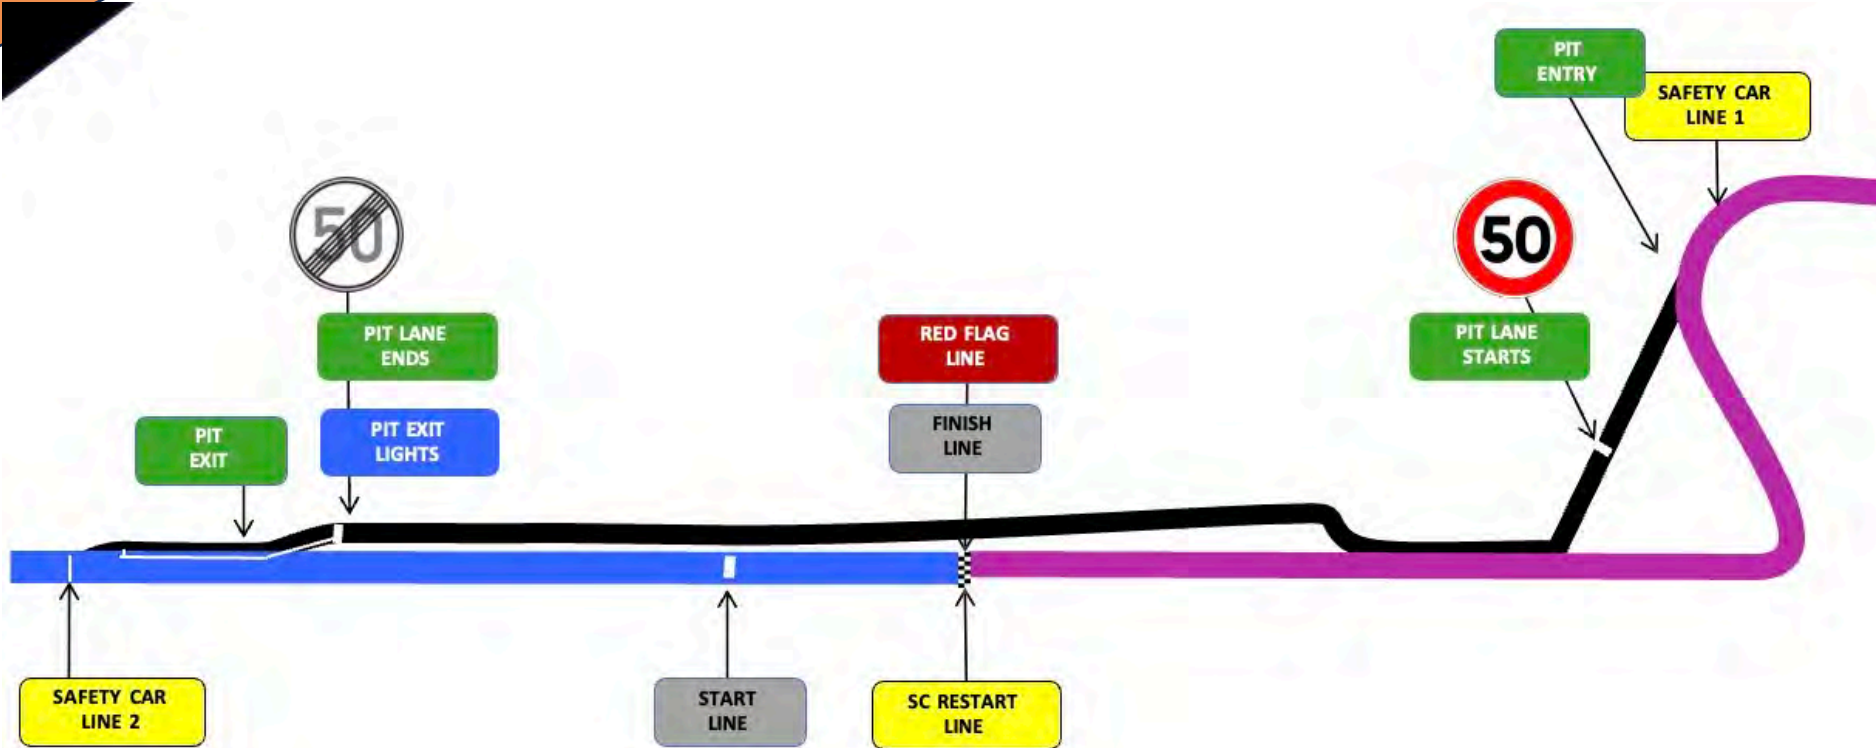 PIT
ENTRY
SAFETY CAR
LINE 1
50
50
PIT LANE
ENDS
RED FLAG
LINE
PIT LANE
STARTS
PIT
EXIT
PIT EXIT
LIGHTS
FINISH
LINE
SAFETY CAR
LINE 2
START
LINE
SC RESTART
LINE